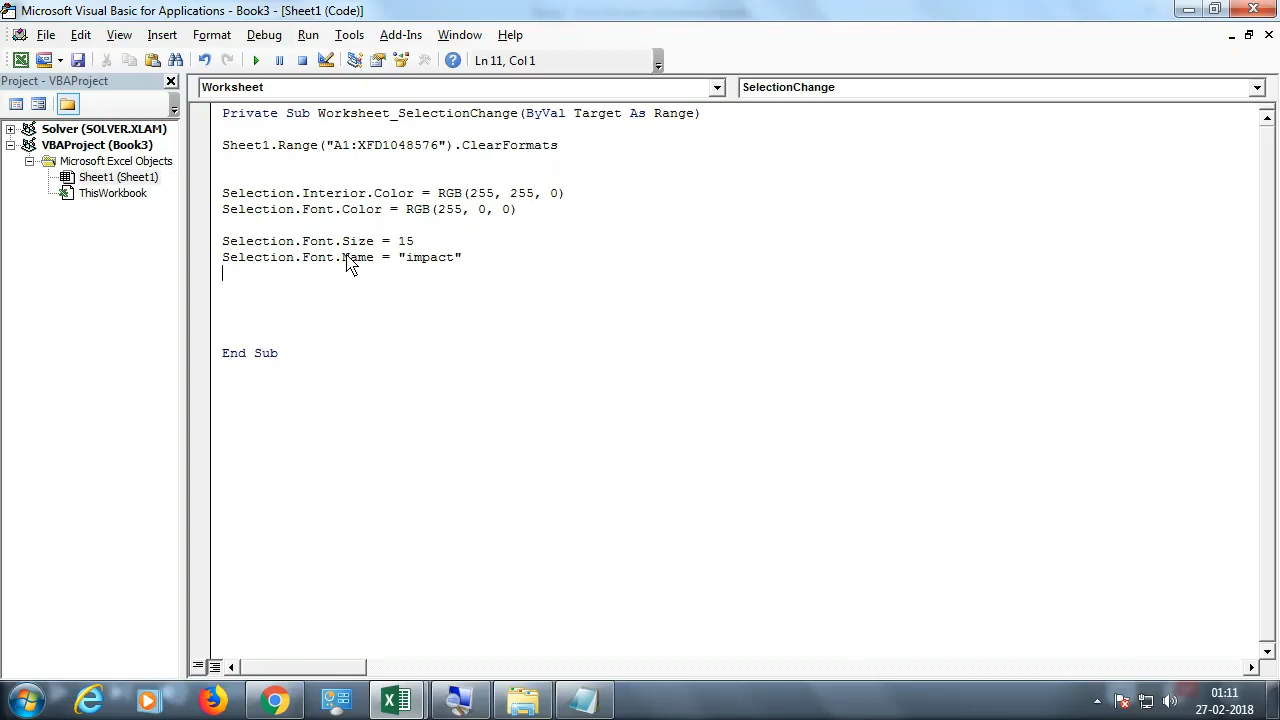 Microsoft Visual Basic for Applications - Book3 - [Sheet1 (Code)]
File Edit View Insert Format Debug Run Tools Add-Ins Window Help
Ln 11, Col 1
Project - VBAProject
Worksheet SelectionChange
Solver (SOLVER.XLAM)
VBAProject (Book3)
Microsoft Excel Objects
Sheet1 (Sheet1)
ThisWorkbook
Private Sub Worksheet_SelectionChange(ByVal Target As Range)
Sheet1.Range("A1:XFD1048576").ClearFormats
Selection.Interior.Color = RGB(255, 255, 0)
Selection.Font.Color = RGB(255, 0, 0)
Selection.Font.Size = 15
Selection.Font.Name = "impact"
End Sub
01:11
27-02-2018